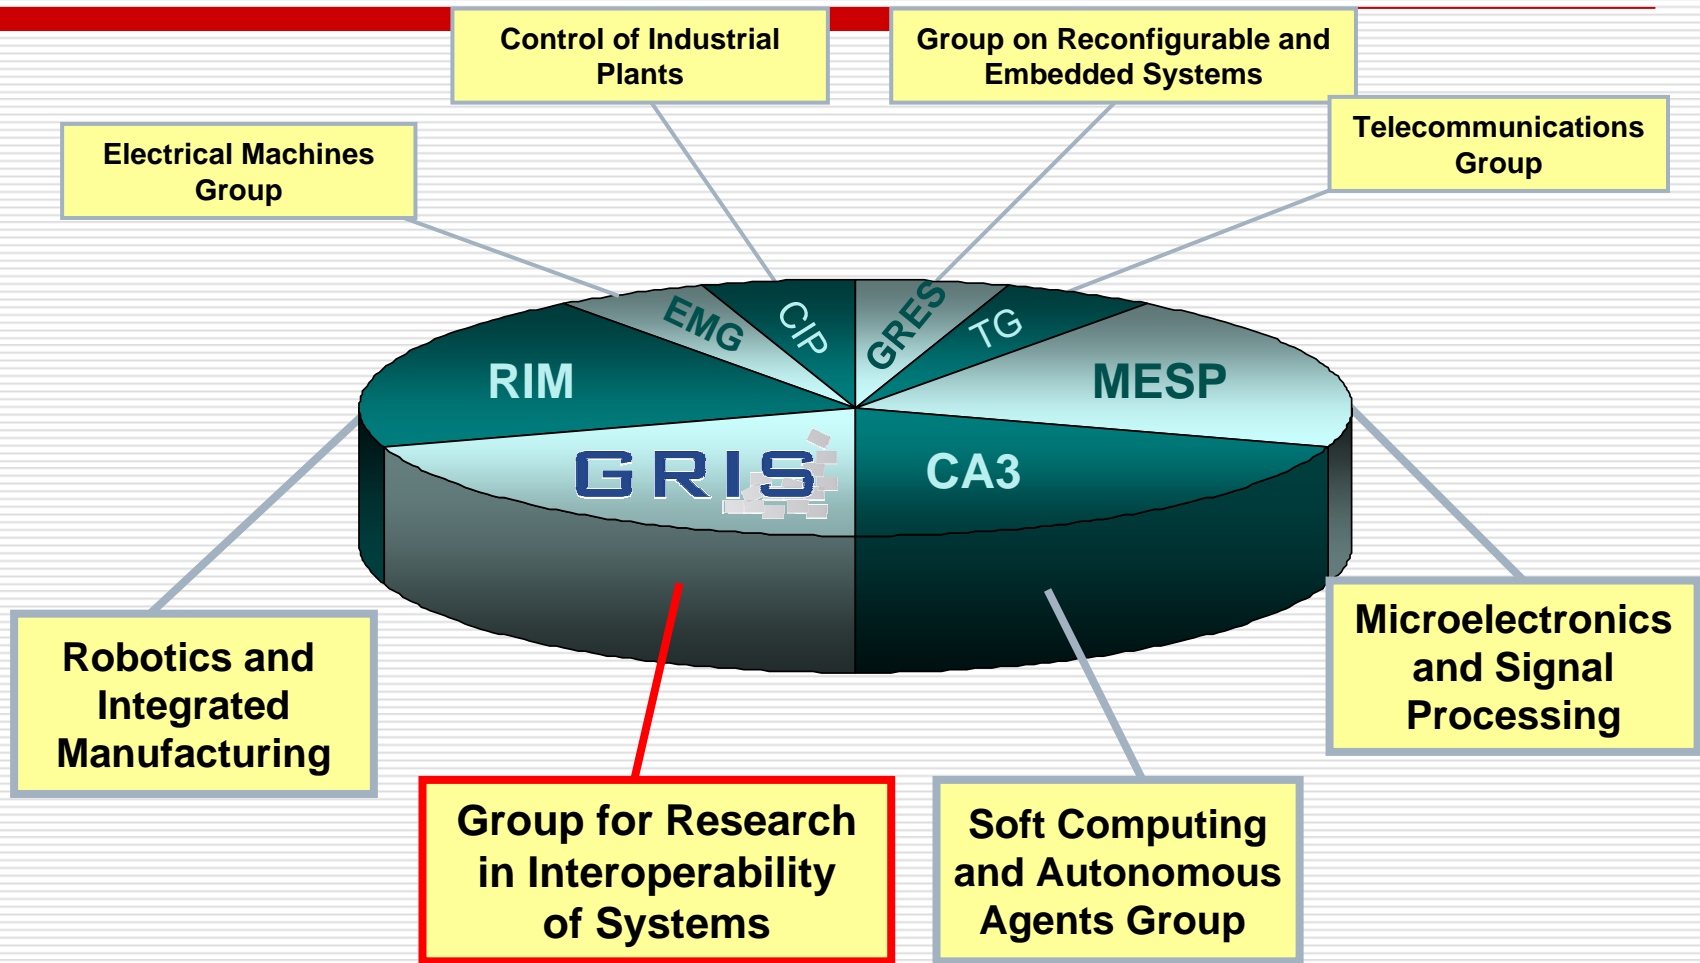 Control of Industrial
Plants
Group on Reconfigurable and
Embedded Systems
Telecommunications
Group
Electrical Machines
Group
EMG
CIP
GRES
TG
RIM
MESP
GRIS
CA3
Robotics and
Integrated
Manufacturing
Microelectronics
and Signal
Processing
Group for Research
in Interoperability
of Systems
Soft Computing
and Autonomous
Agents Group